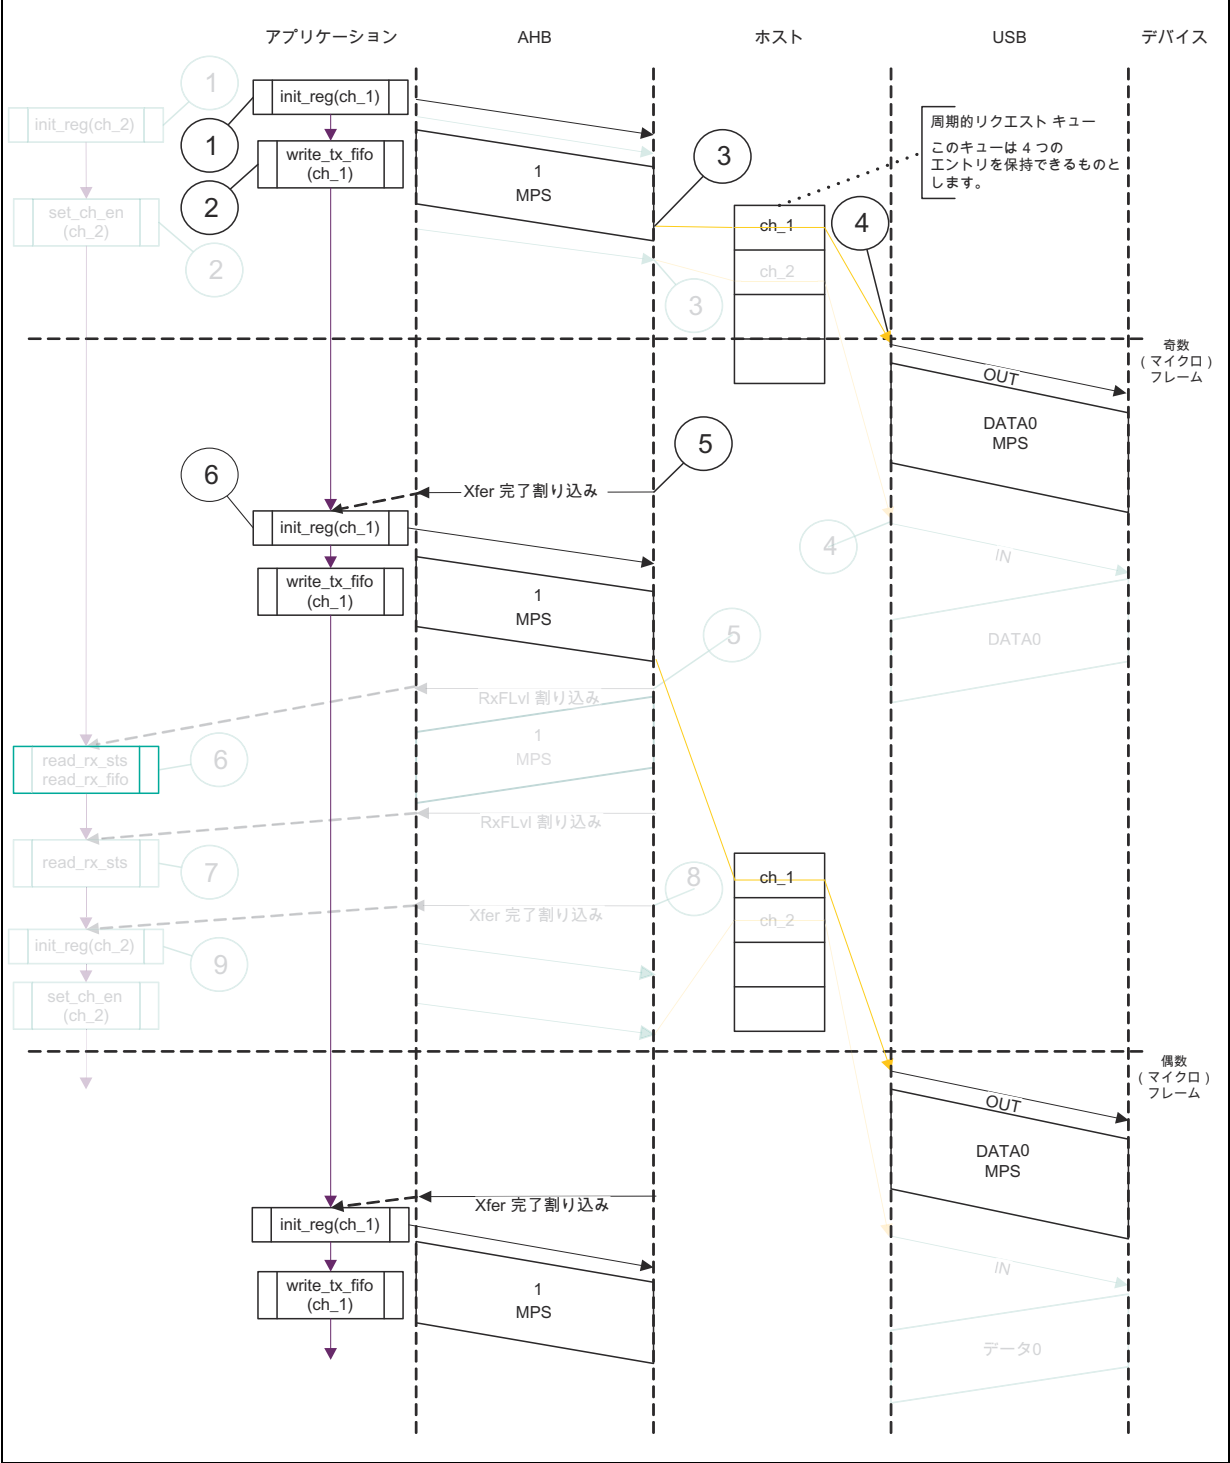 アプリケーション AHB ホスト USB デバイス
1
init_reg(ch_1)
init_reg(ch_2)
1
write_tx_fifo
(ch_1)
2
1
MPS
3
周期的リクエスト キュー
このキューは 4 つの
エントリを保持できるものと
します。
set_ch_en
(ch_2)
2
ch_1
4
ch_2
3
奇数
( マイクロ )
フレーム
OUT
DATA0
MPS
5
6
Xfer 完了割り込み
init_reg(ch_1)
4
IN
write_tx_fifo
(ch_1)
1
MPS
5
DATA0
RxFLvl 割り込み
1
MPS
read_rx_sts
read_rx_fifo
6
RxFLvl 割り込み
read_rx_sts
7
8
ch_1
Xfer 完了割り込み
ch_2
init_reg(ch_2)
9
set_ch_en
(ch_2)
偶数
( マイクロ )
フレーム
OUT
DATA0
MPS
Xfer 完了割り込み
init_reg(ch_1)
IN
write_tx_fifo
(ch_1)
1
MPS
データ0